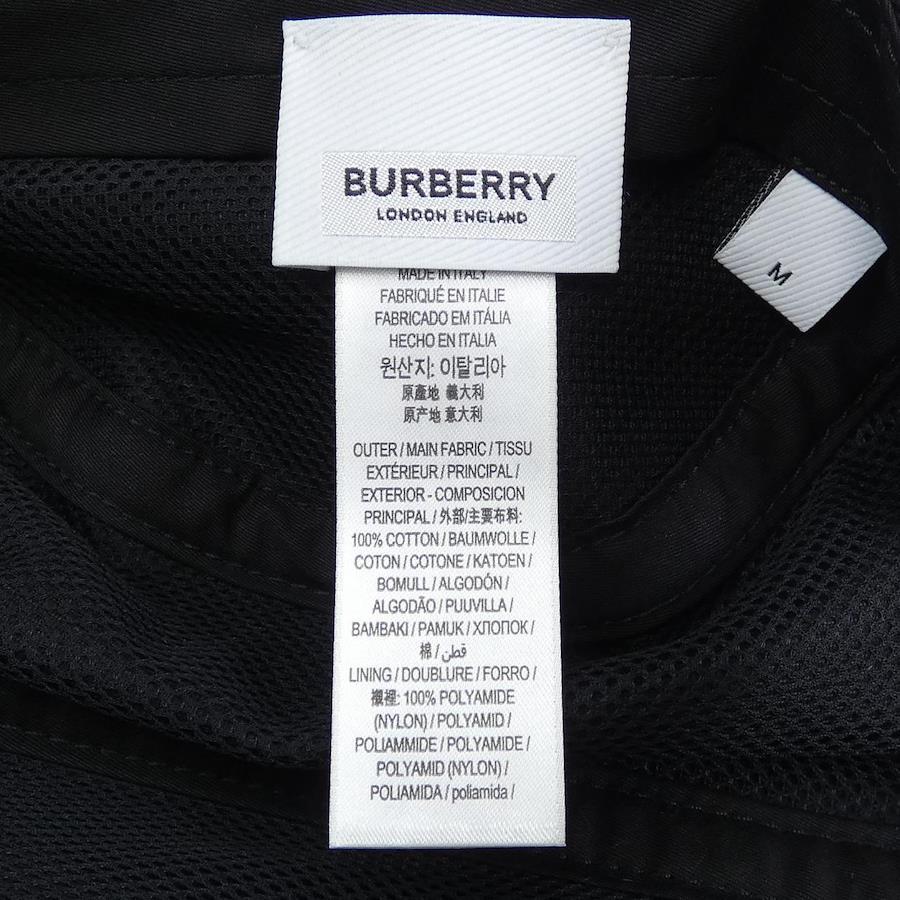 BURBERRY
LONDON ENGLAND
M
MADE IN ITALY
FABRIQUÉ EN ITALIE
FABRICADO EM ITÁLIA
HECHO EN ITALIA
원산지: 이탈리아
原產地 義大利
原产地 意大利
OUTER / MAIN FABRIC / TISSU
EXTÉRIEUR / PRINCIPAL /
EXTERIOR - COMPOSICION
PRINCIPAL / 外部/主要布料:
100% COTTON / BAUMWOLLE /
COTON / COTONE / KATOEN /
BOMULL / ALGODÓN /
ALGODÃO / PUUVILLA /
BAMBAKI / PAMUK / ХЛОПОК /
棉 / قطن /
LINING / DOUBLURE / FORRO /
襯裡: 100% POLYAMIDE
(NYLON) / POLYAMID /
POLIAMMIDE / POLYAMIDE /
POLYAMID (NYLON) /
POLIAMIDA / poliamida /